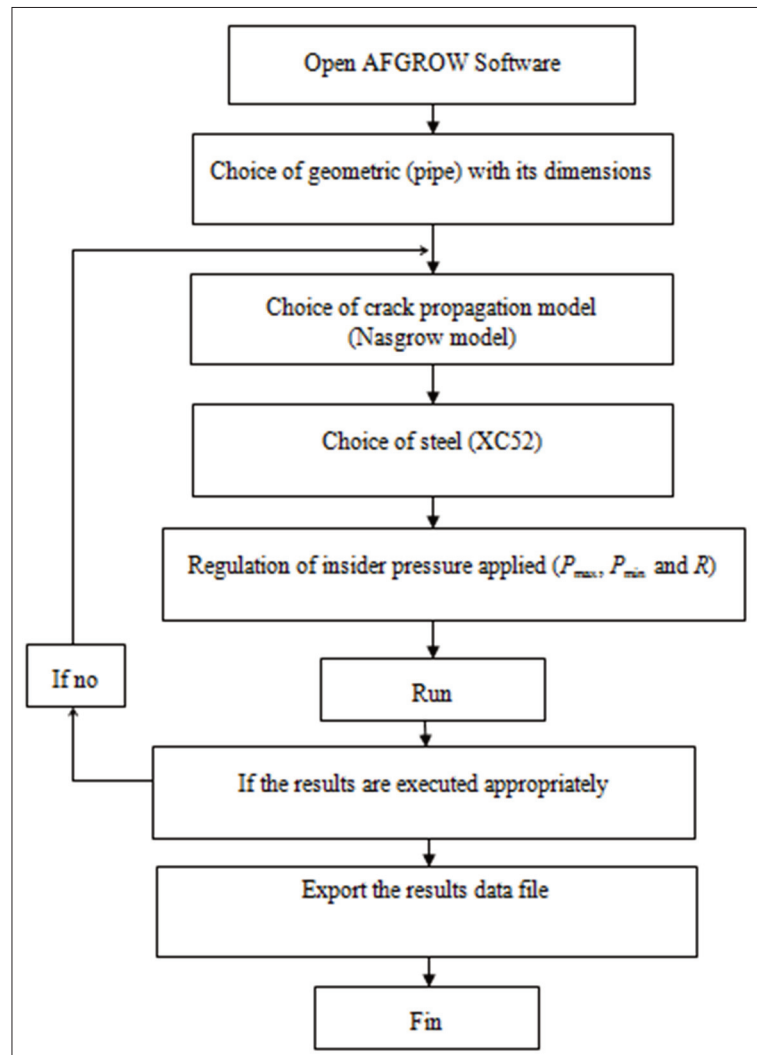 Open AFGROW Software
Choice of geometric (pipe) with its dimensions
Choice of crack propagation model
(Nasgrow model)
Choice of steel (XC52)
Regulation of insider pressure applied (Pmax, Pmin and R)
If no
Run
If the results are executed appropriately
Export the results data file
Fin